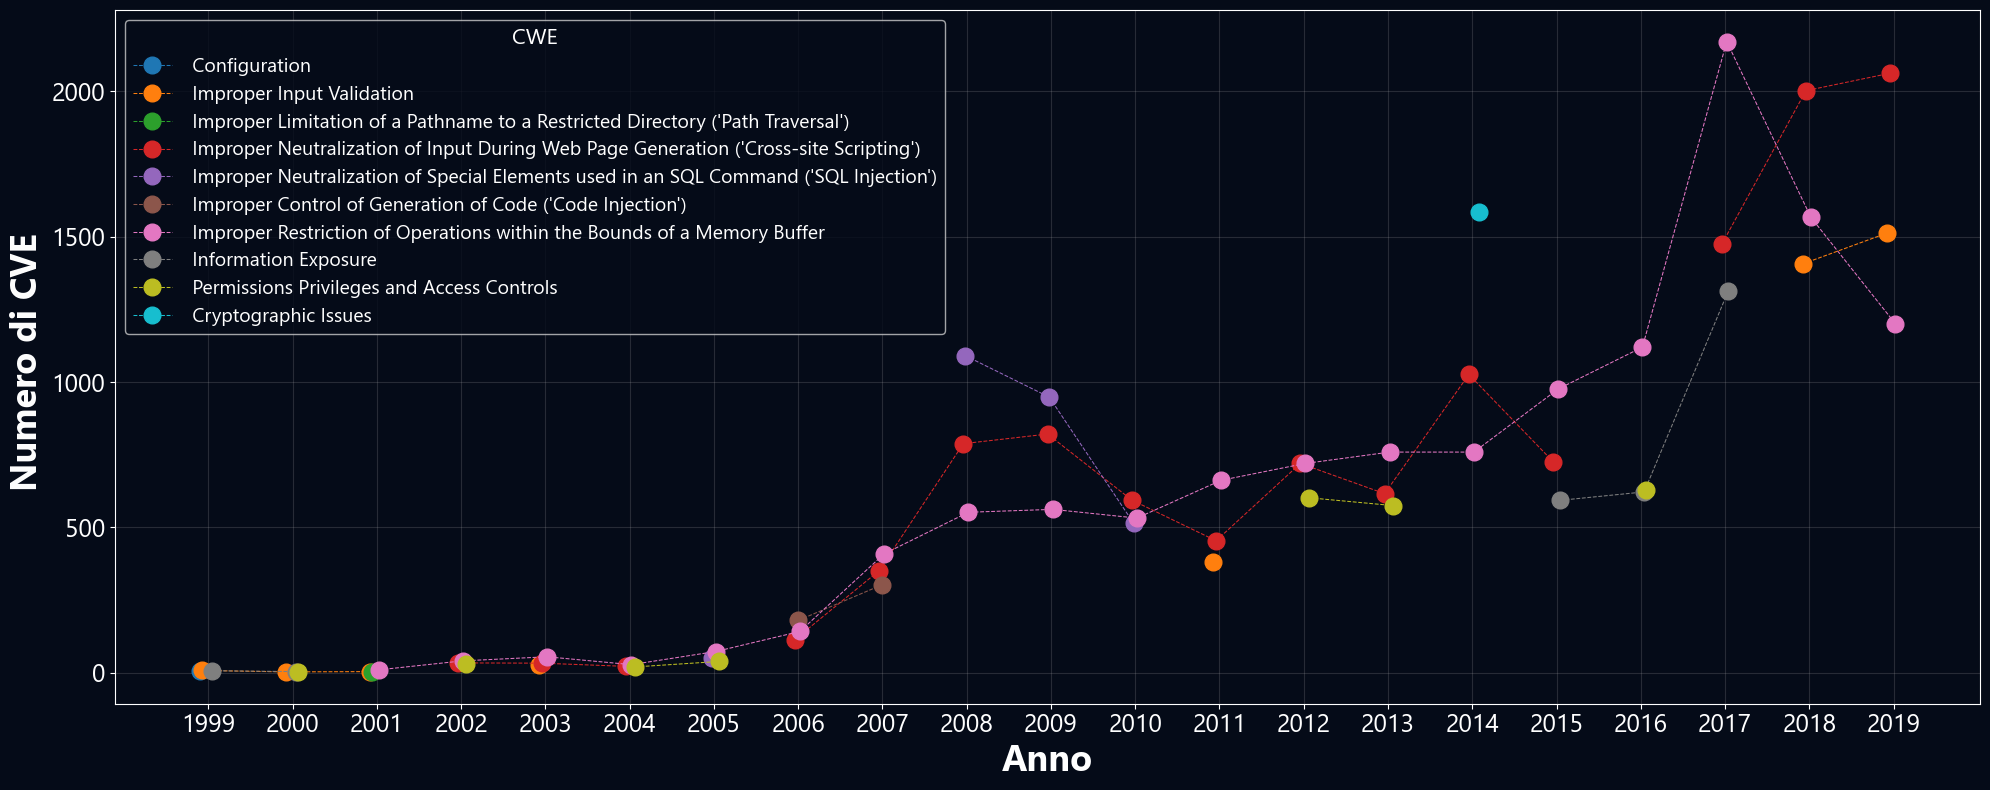 CWE
Configuration
Improper Input Validation
Improper Limitation of a Pathname to a Restricted Directory ('Path Traversal')
Improper Neutralization of Input During Web Page Generation ('Cross-site Scripting')
Improper Neutralization of Special Elements used in an SQL Command ('SQL Injection')
Improper Control of Generation of Code ('Code Injection')
Improper Restriction of Operations within the Bounds of a Memory Buffer
Information Exposure
Permissions Privileges and Access Controls
Cryptographic Issues
Numero di CVE
2000
1500
1000
500
0
1999 2000 2001 2002 2003 2004 2005 2006 2007 2008 2009 2010 2011 2012 2013 2014 2015 2016 2017 2018 2019
Anno